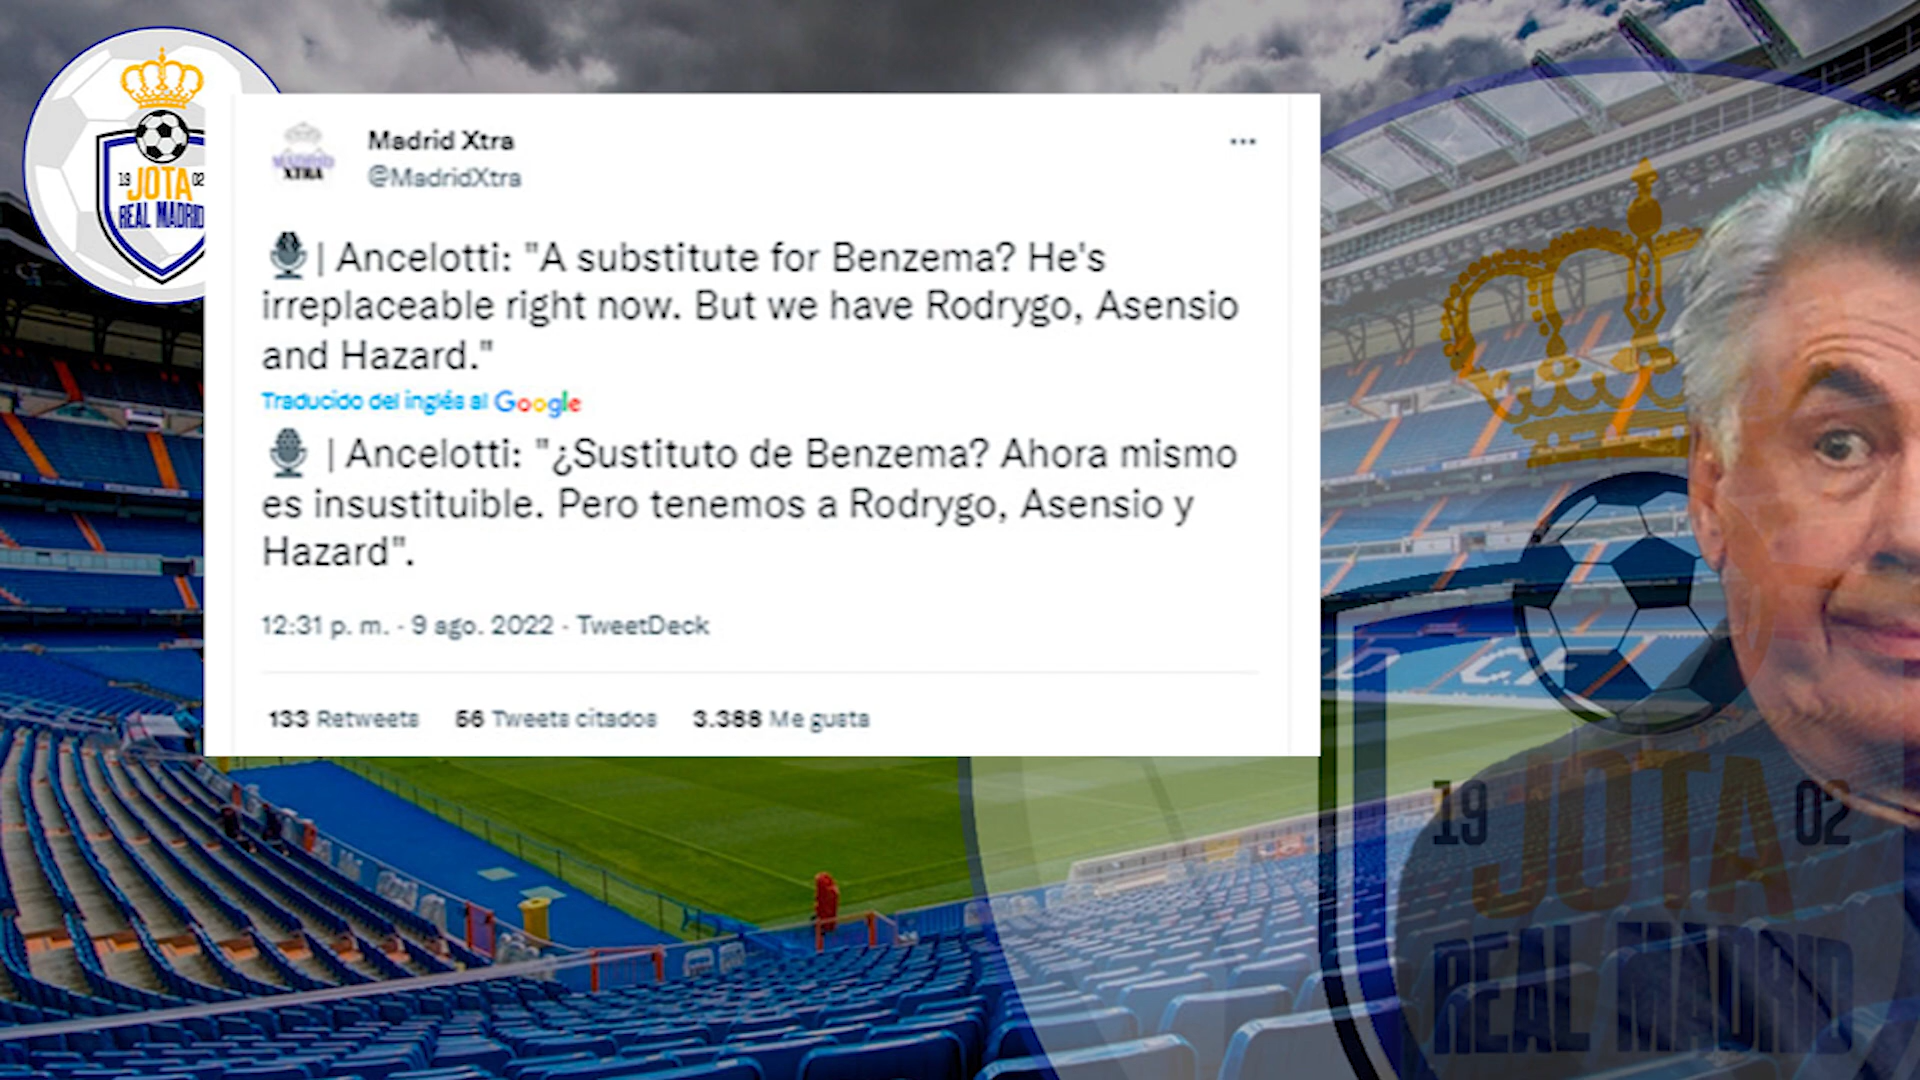 19 JOTA 02
REAL MADRID
Madrid Xtra
@MadridXtra
MADRID
XTRA
| Ancelotti: "A substitute for Benzema? He's
irreplaceable right now. But we have Rodrygo, Asensio
and Hazard."
Traducido del inglés al Google
| Ancelotti: "¿Sustituto de Benzema? Ahora mismo
es insustituible. Pero tenemos a Rodrygo, Asensio y
Hazard".
12:31 p. m. · 9 ago. 2022 · TweetDeck
133 Retweets 56 Tweets citados 3.388 Me gusta
C.F
19 JOTA 02
REAL MADRID